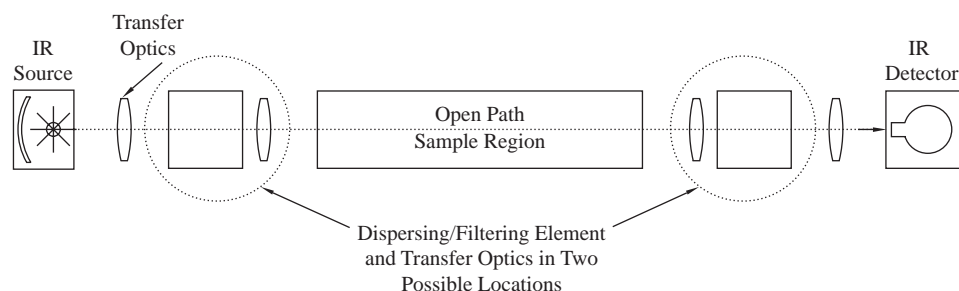 Transfer
Optics
IR
Source
IR
Detector
Open Path
Sample Region
Dispersing/Filtering Element
and Transfer Optics in Two
Possible Locations